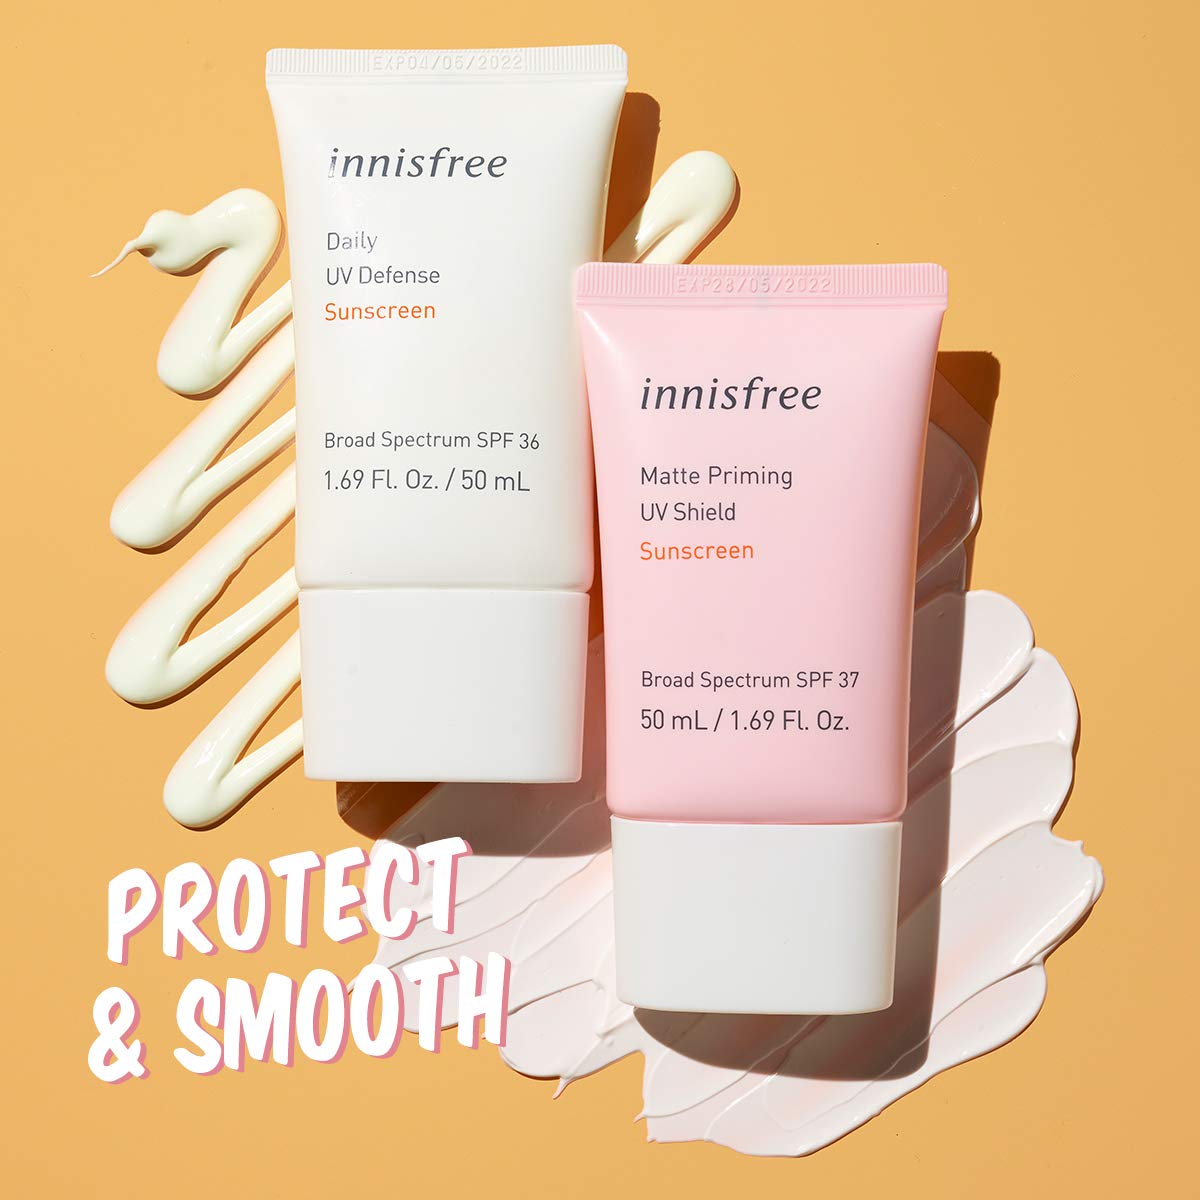 EXP04/06/2022
innisfree
Daily
UV Defense
Sunscreen
Broad Spectrum SPF 36
1.69 Fl. Oz. / 50 mL
EXP28/05/2022
innisfree
Matte Priming
UV Shield
Sunscreen
Broad Spectrum SPF 37
50 mL / 1.69 Fl. Oz.
PROTECT
& SMOOTH